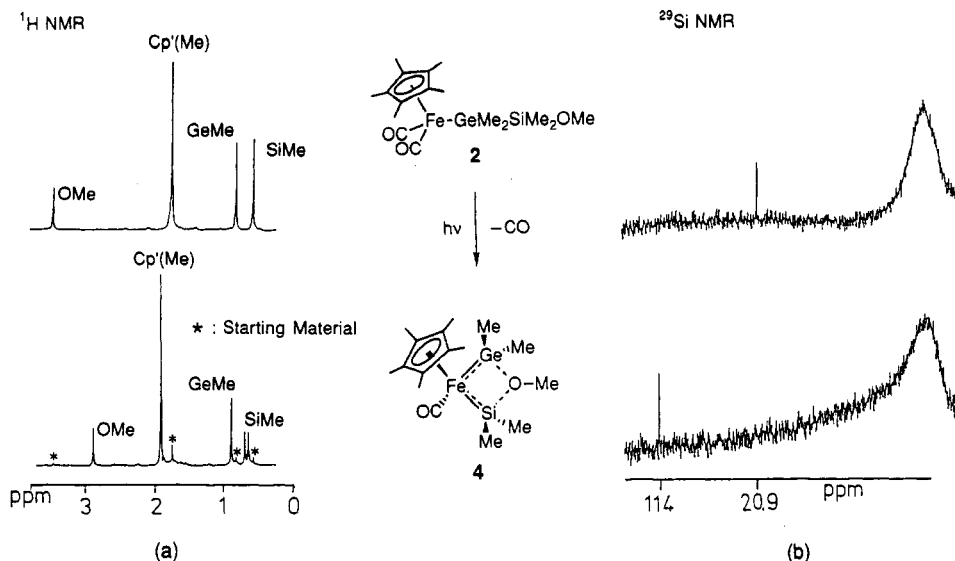 ¹H NMR
Cp'(Me)
GeMe
SiMe
OMe
Cp'(Me)
* : Starting Material
GeMe
SiMe
OMe
*
*
*
*
ppm
3
2
1
0
(a)
Fe-GeMe₂SiMe₂OMe
OC
OC
2
hν
-CO
Me
Ge
Me
Fe
O-Me
OC
Si
Me
Me
4
²⁹Si NMR
114
20.9
ppm
(b)